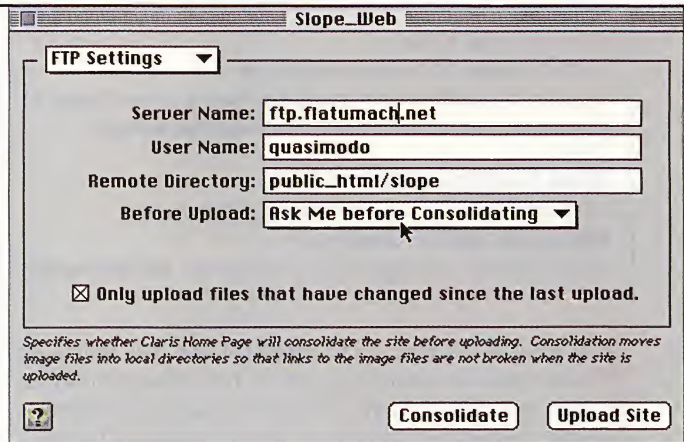 Slope_Web
FTP Settings
Server Name: ftp.flatumach.net
User Name: quasimodo
Remote Directory: public_html/slope
Before Upload: Ask Me before Consolidating
Only upload files that have changed since the last upload.
Specifies whether Claris Home Page will consolidate the site before uploading. Consolidation moves
image files into local directories so that links to the image files are not broken when the site is
uploaded.
?
Consolidate
Upload Site